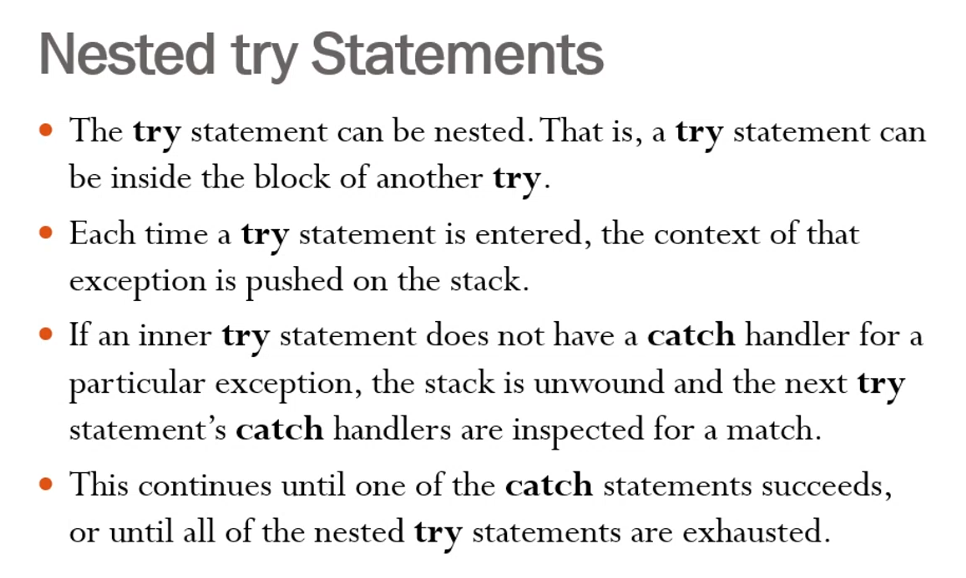 Nested try Statements
• The try statement can be nested. That is, a try statement can
be inside the block of another try.
• Each time a try statement is entered, the context of that
exception is pushed on the stack.
• If an inner try statement does not have a catch handler for a
particular exception, the stack is unwound and the next try
statement’s catch handlers are inspected for a match.
• This continues until one of the catch statements succeeds,
or until all of the nested try statements are exhausted.